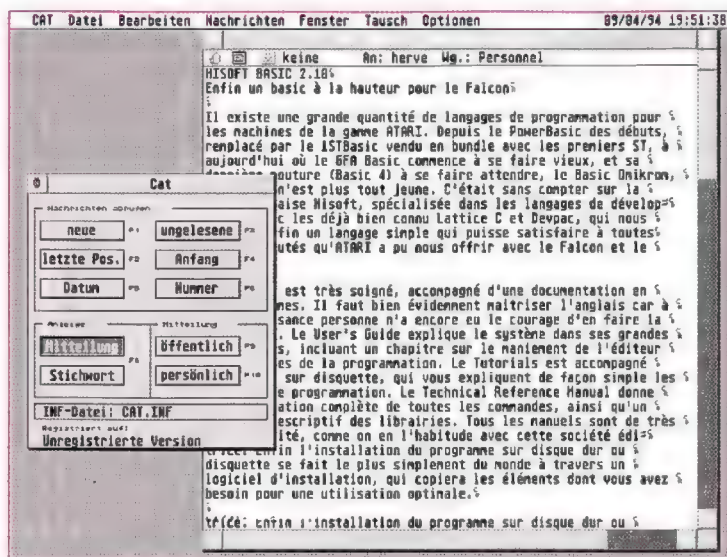 CAT Datei Bearbeiten Nachrichten Fenster Tausch Optionen 09/04/94 19:51:38
keine An: herve Wg.: Personnel
HISOFT BASIC 2.10
Enfin un basic à la hauteur pour le Falcon
Il existe une grande quantité de langages de programmation pour
les machines de la gamme ATARI. Depuis le PowerBasic des débuts,
remplacé par le 1STBasic vendu en bundle avec les premiers ST, à
aujourd'hui où le GFA Basic commence à se faire vieux, et sa
dernière mouture (Basic 4) à se faire attendre, le Basic Omikron,
n'est plus tout jeune. C'était sans compter sur la
aise Hisoft, spécialisée dans les langages de dévelop=
c les déjà bien connu Lattice C et Devpac, qui nous
fin un langage simple qui puisse satisfaire à toutes
utés qu'ATARI a pu nous offrir avec le Falcon et le
est très soigné, accompagné d'une documentation en
mes. Il faut bien évidemment maitriser l'anglais car à
sance personne n'a encore eu le courage d'en faire la
. Le User's Guide explique le système dans ses grandes
s, incluant un chapitre sur le maniement de l'éditeur
es de la programmation. Le Tutorials est accompagné
sur disquette, qui vous expliquent de façon simple les
e programmation. Le Technical Reference Manual donne
ation complète de toutes les commandes, ainsi qu'un
escriptif des librairies. Tous les manuels sont de très
ité, comme on en l'habitude avec cette société édi=
trice. Enfin l'installation du programme sur disque dur ou
disquette se fait le plus simplement du monde à travers un
logiciel d'installation, qui copiera les éléments dont vous avez
besoin pour une utilisation optimale.
trice. Enfin l'installation du programme sur disque dur ou
Cat
Nachrichten abrufen
neue F1 ungelesene F3
letzte Pos. F2 Anfang F4
Datum F5 Nummer F6
Anzeige Mitteilung
Mitteilung öffentlich F9
Stichwort persönlich F10
INF-Datei: CAT.INF
Registriert auf:
Unregistrierte Version